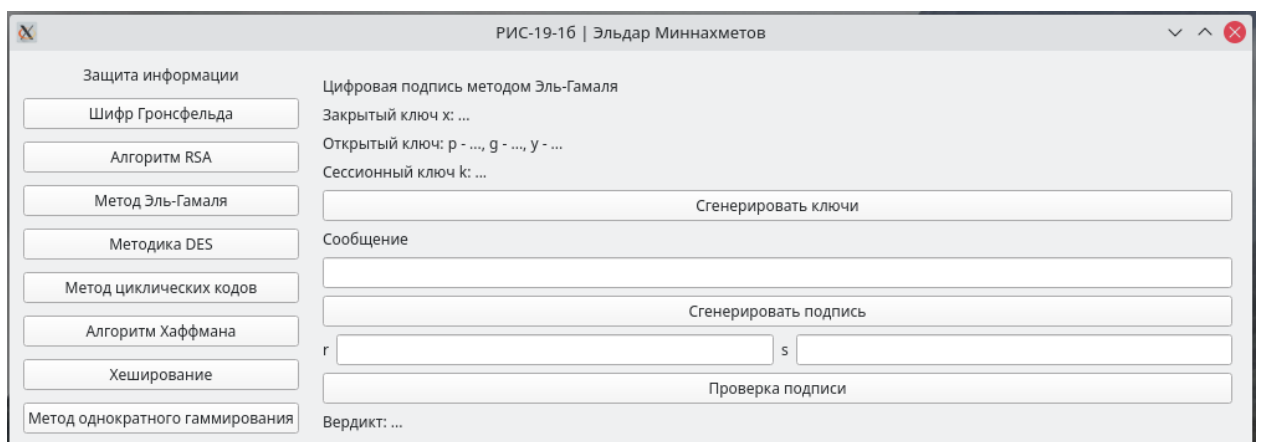 РИС-19-1б | Эльдар Миннахметов
Защита информации
Шифр Гронсфельда
Алгоритм RSA
Метод Эль-Гамаля
Методика DES
Метод циклических кодов
Алгоритм Хаффмана
Хеширование
Метод однократного гаммирования
Цифровая подпись методом Эль-Гамаля
Закрытый ключ x: ...
Открытый ключ: p - ..., g - ..., y - ...
Сессионный ключ k: ...
Сгенерировать ключи
Сообщение
Сгенерировать подпись
r s
Проверка подписи
Вердикт: ...